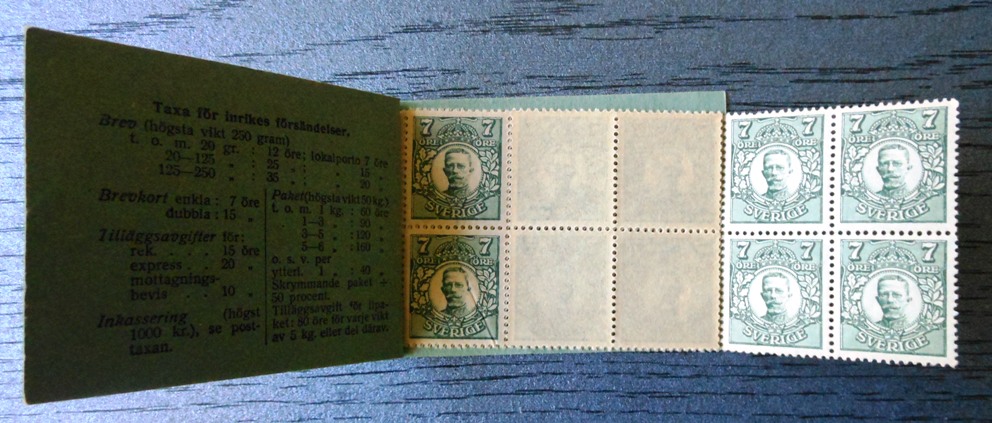 Taxa för inrikes försändelser.
Brev (högsta vikt 250 gram)
t. o. m. 20 gr. : 12 öre; lokalporto 7 öre
20—125 „ : 25 „ 15 „
125—250 „ : 35 „ 20 „
Brevkort enkla : 7 öre
dubbla : 15 „
Tilläggsavgifter för:
rek. . . . 15 öre
express . . 20 „
mottagnings-
bevis . . 10 „
Inkassering (högst
1000 kr.), se post-
taxan.
Paket (högsta vikt 50 kg.)
t. o. m. 1 kg. : 60 öre
1—3 „ : 90 „
3—5 „ : 120 „
5—6 „ : 160 „
o. s. v. per
ytterl. 1 „ : 40 „
Skrymmande paket +
50 procent.
Tilläggsavgift för ilpa-
ket: 80 öre för varje vikt
av 5 kg. eller del därav.
7 7
ÖRE ÖRE
SVERIGE
7 7
ÖRE ÖRE
SVERIGE
7 7
ÖRE ÖRE
SVERIGE
7 7
ÖRE ÖRE
SVERIGE
7 7
ÖRE ÖRE
SVERIGE
7 7
ÖRE ÖRE
SVERIGE